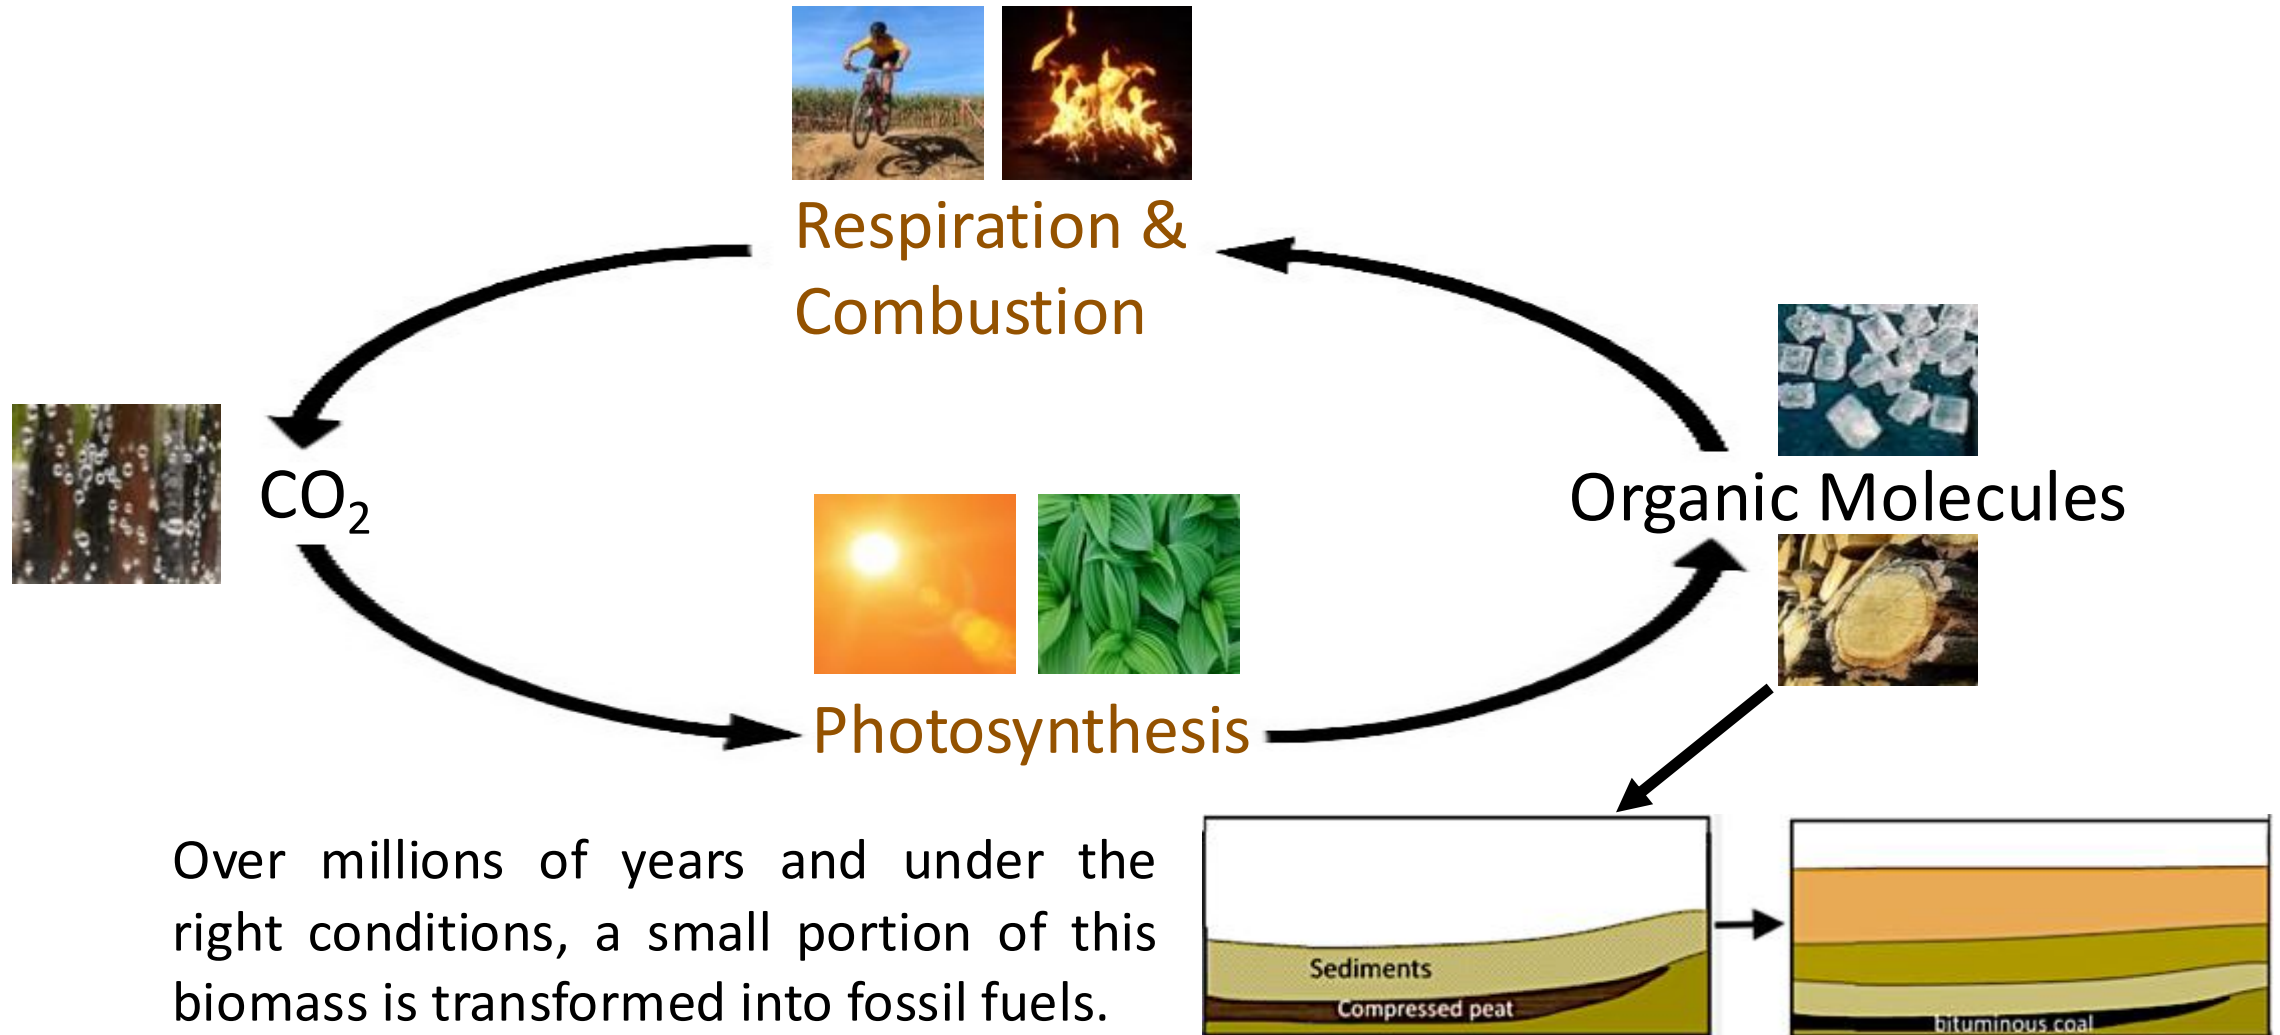 Respiration &
Combustion
CO₂
Organic Molecules
Photosynthesis
Over millions of years and under the
right conditions, a small portion of this
biomass is transformed into fossil fuels.
Sediments
Compressed peat
bituminous coal